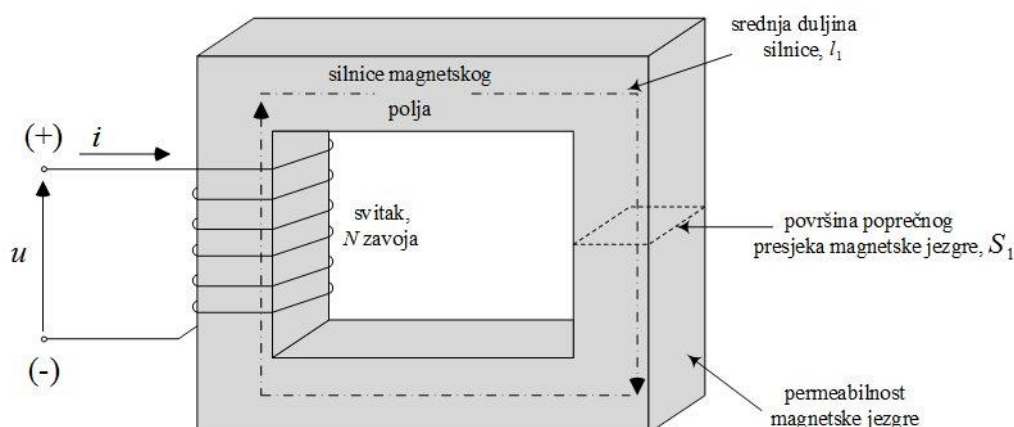 srednja duljina
silnice, l₁
silnice magnetskog
polja
(+)
i
svitak,
N zavoja
u
površina poprečnog
presjeka magnetske jezgre, S₁
(-)
permeabilnost
magnetske jezgre